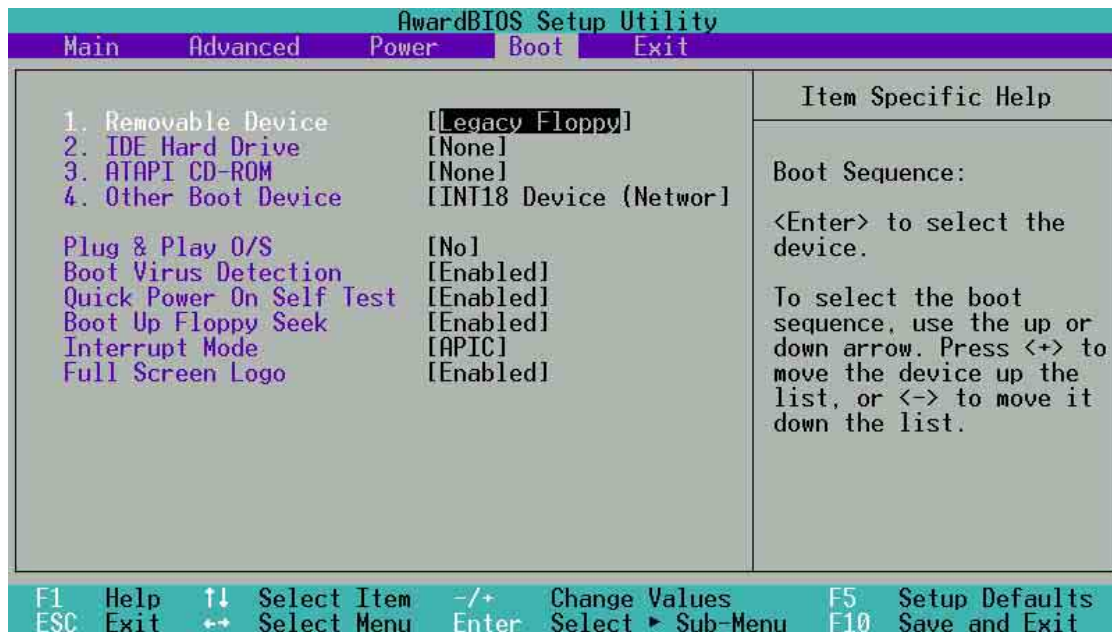 AwardBIOS Setup Utility
Main Advanced Power Boot Exit
1. Removable Device [Legacy Floppy]
2. IDE Hard Drive [None]
3. ATAPI CD-ROM [None]
4. Other Boot Device [INT18 Device (Networ]
Plug & Play O/S [No]
Boot Virus Detection [Enabled]
Quick Power On Self Test [Enabled]
Boot Up Floppy Seek [Enabled]
Interrupt Mode [APIC]
Full Screen Logo [Enabled]
Item Specific Help
Boot Sequence:
<Enter> to select the
device.
To select the boot
sequence, use the up or
down arrow. Press <+> to
move the device up the
list, or <-> to move it
down the list.
F1 Help ↑↓ Select Item -/+ Change Values F5 Setup Defaults
ESC Exit ←→ Select Menu Enter Select ► Sub-Menu F10 Save and Exit